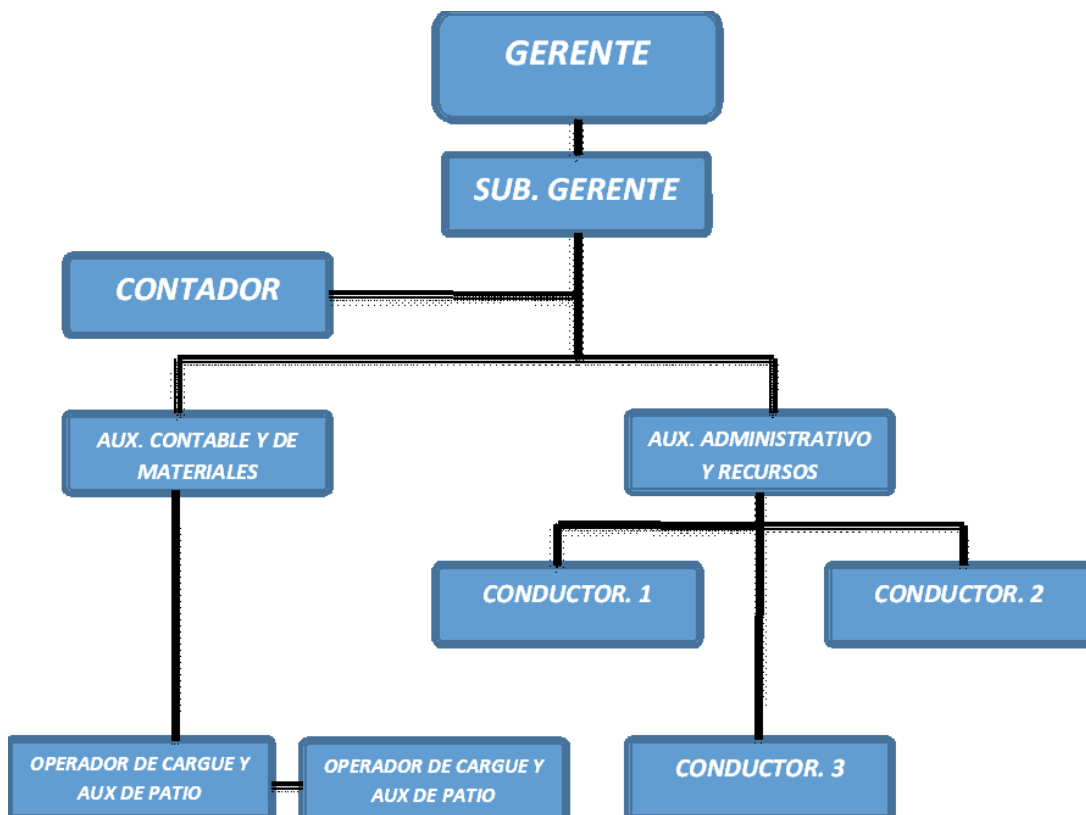 GERENTE
SUB. GERENTE
CONTADOR
AUX. CONTABLE Y DE
MATERIALES
AUX. ADMINISTRATIVO
Y RECURSOS
CONDUCTOR. 1
CONDUCTOR. 2
OPERADOR DE CARGUE Y
AUX DE PATIO
OPERADOR DE CARGUE Y
AUX DE PATIO
CONDUCTOR. 3